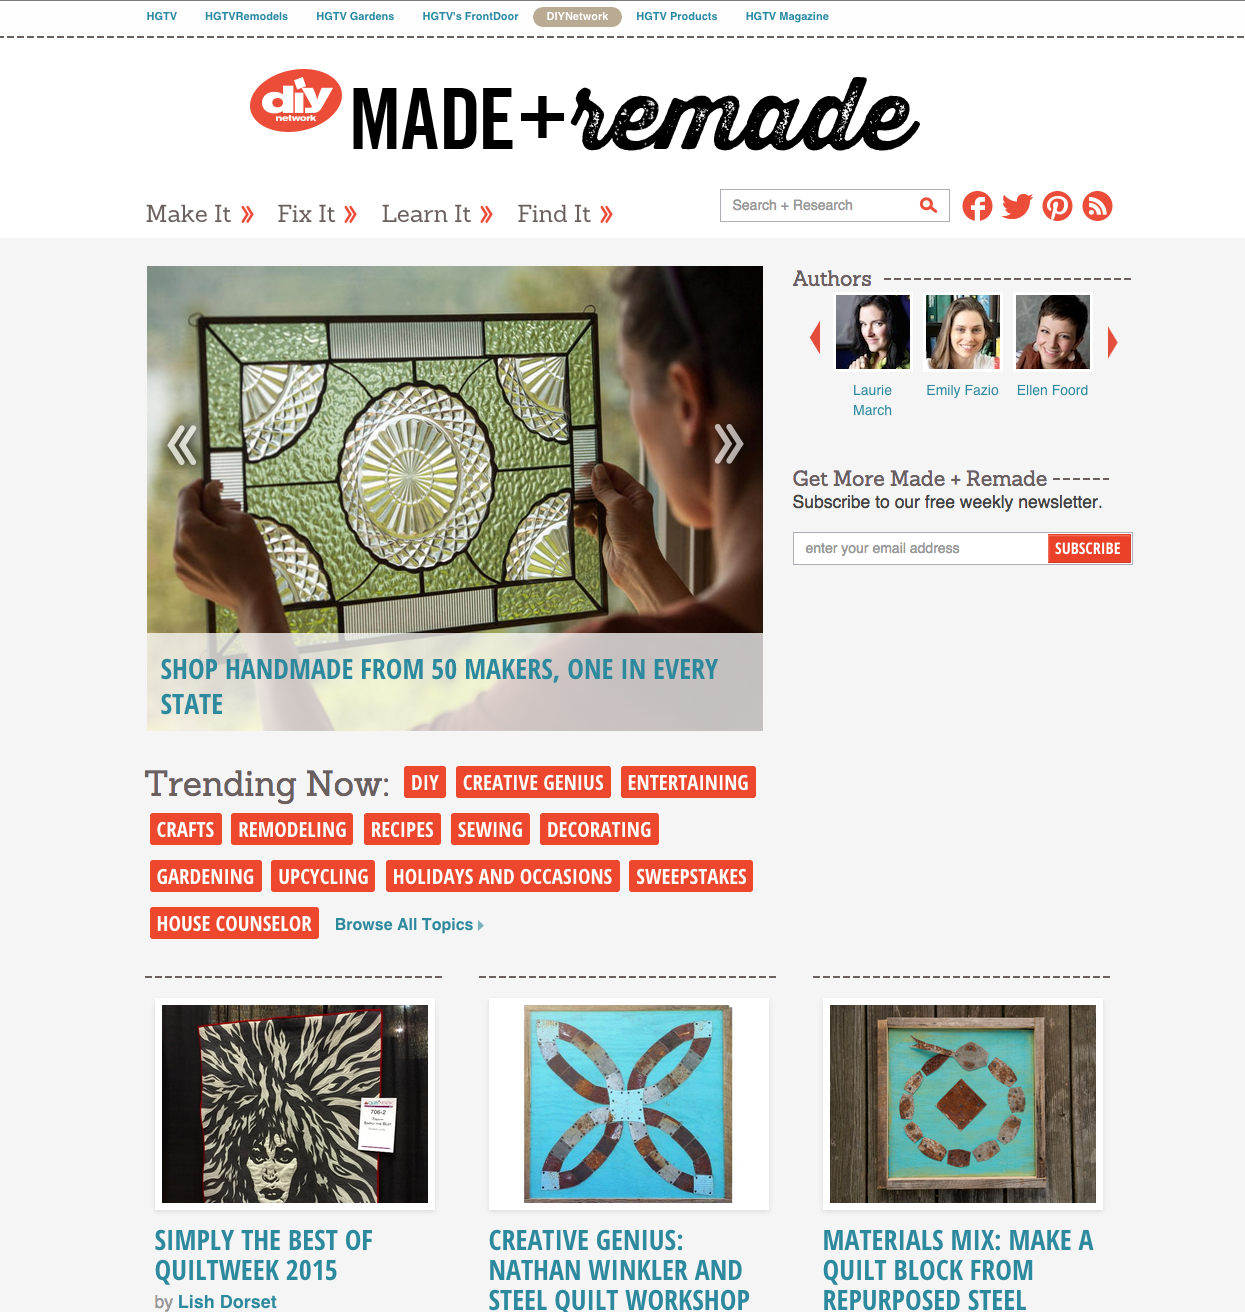 HGTV HGTVRemodels HGTV Gardens HGTV's FrontDoor DIYNetwork HGTV Products HGTV Magazine
diy network MADE + remade
Make It Fix It Learn It Find It
Search + Research
SHOP HANDMADE FROM 50 MAKERS, ONE IN EVERY
STATE
Authors
Laurie
March
Emily Fazio
Ellen Foord
Get More Made + Remade
Subscribe to our free weekly newsletter.
enter your email address SUBSCRIBE
Trending Now: DIY CREATIVE GENIUS ENTERTAINING
CRAFTS REMODELING RECIPES SEWING DECORATING
GARDENING UPCYCLING HOLIDAYS AND OCCASIONS SWEEPSTAKES
HOUSE COUNSELOR Browse All Topics
706-2
SIMPLY THE BEST OF
QUILTWEEK 2015
by Lish Dorset
CREATIVE GENIUS:
NATHAN WINKLER AND
STEEL QUILT WORKSHOP
MATERIALS MIX: MAKE A
QUILT BLOCK FROM
REPURPOSED STEEL